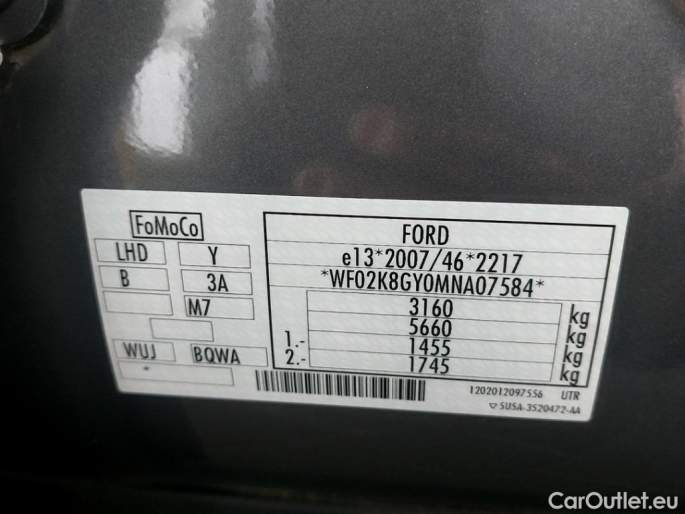 FoMoCo
LHD Y
B 3A
M7
WUJ BQWA
*
FORD
e13*2007/46*2217
*WF02K8GY0MNA07584*
3160 kg
5660 kg
1.- 1455 kg
2.- 1745 kg
1202012097556 UTR
SUSA-3520472-AA
CarOutlet.eu